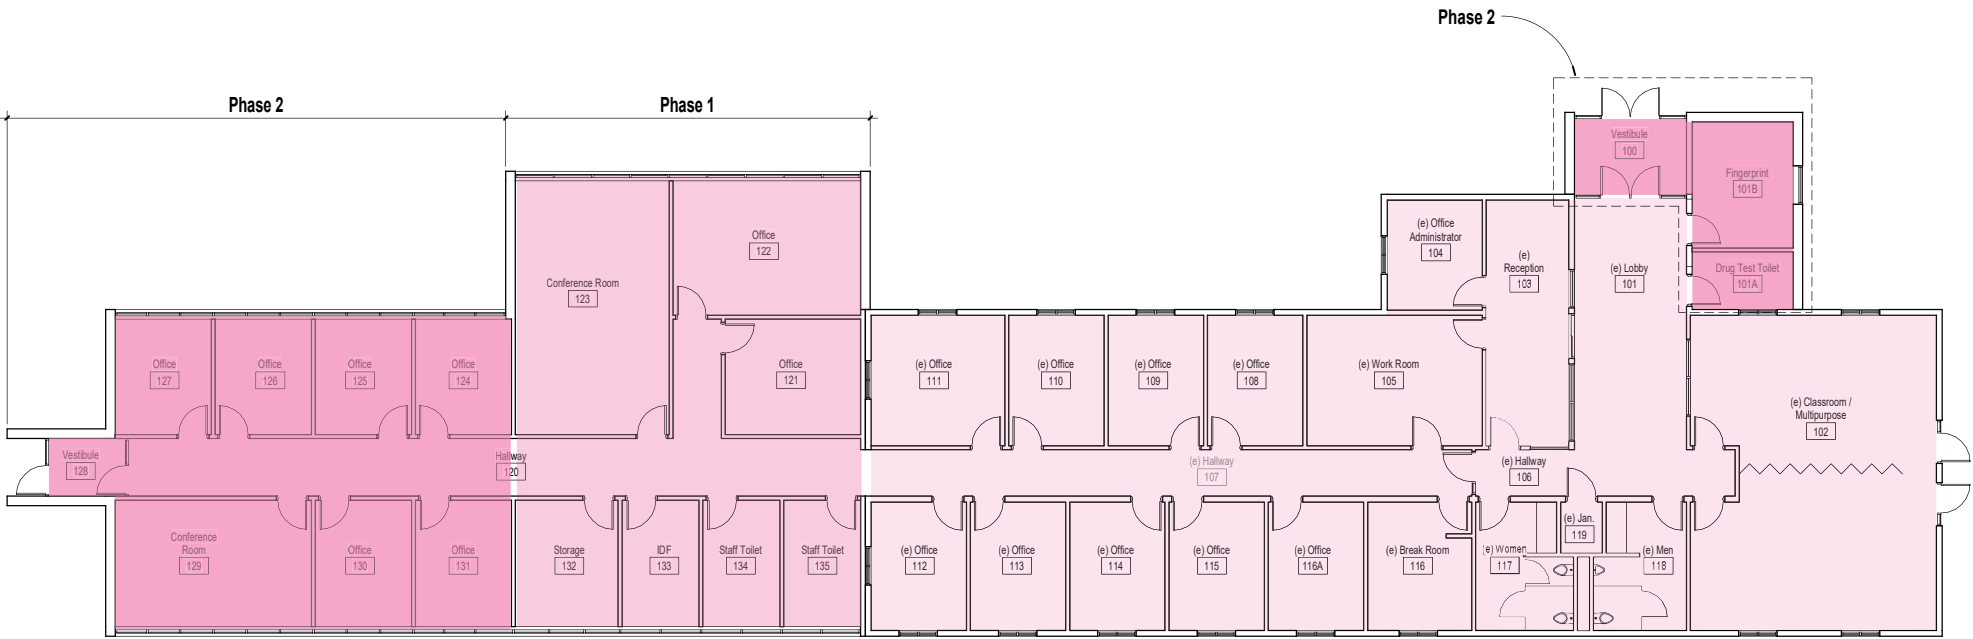 Phase 2
Phase 2
Phase 1
Vestibule
100
Fingerprint
101B
Drug Test Toilet
101A
(e) Office
Administrator
104
(e)
Reception
103
(e) Lobby
101
Office
122
Conference Room
123
Office
121
Office
127
Office
126
Office
125
Office
124
(e) Office
111
(e) Office
110
(e) Office
109
(e) Office
108
(e) Work Room
105
(e) Classroom /
Multipurpose
102
Vestibule
128
Hallway
120
(e) Hallway
107
(e) Hallway
106
Conference
Room
129
Office
130
Office
131
Storage
132
IDF
133
Staff Toilet
134
Staff Toilet
135
(e) Office
112
(e) Office
113
(e) Office
114
(e) Office
115
(e) Office
116A
(e) Break Room
116
(e) Women
117
(e) Jan.
119
(e) Men
118